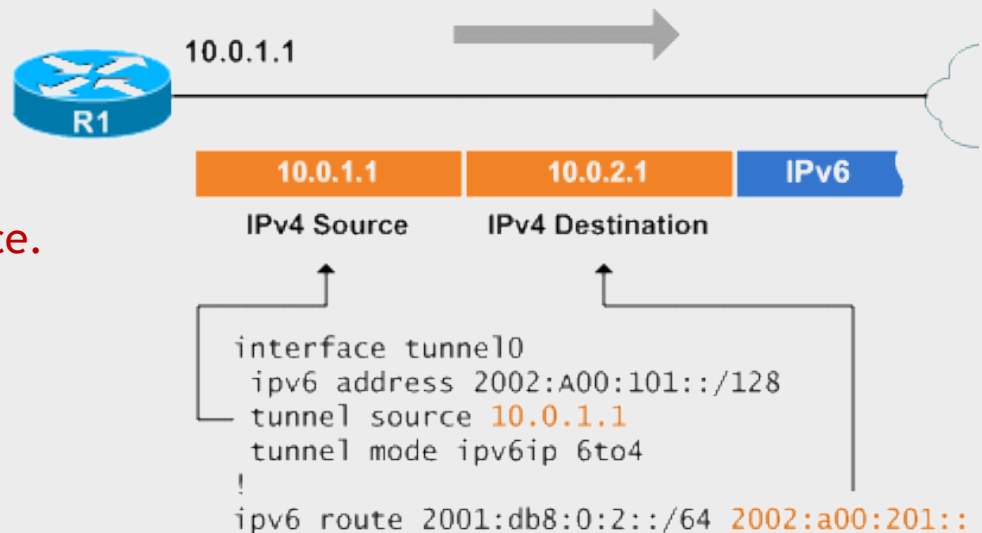 10.0.1.1
R1
10.0.1.1 10.0.2.1 IPv6
IPv4 Source IPv4 Destination
ce.
interface tunnel0
ipv6 address 2002:A00:101::/128
tunnel source 10.0.1.1
tunnel mode ipv6ip 6to4
!
ipv6 route 2001:db8:0:2::/64 2002:a00:201::